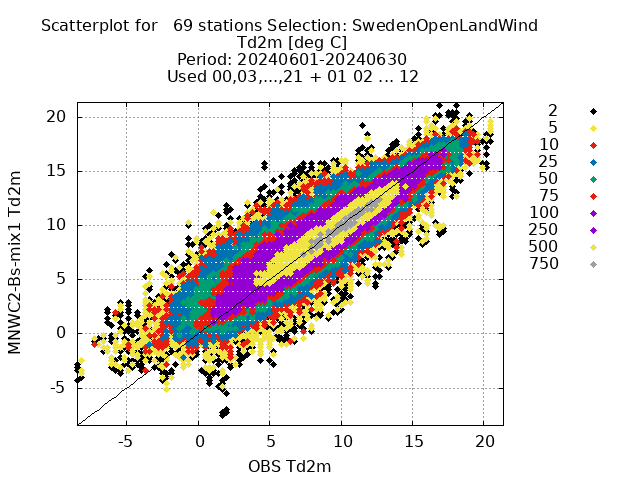 Scatterplot for   69 stations Selection: SwedenOpenLandWind
Td2m [deg C]
Period: 20240601-20240630
Used 00,03,...,21 + 01 02 ... 12
20
15
10
5
0
-5
MNWC2-Bs-mix1 Td2m
-5 0 5 10 15 20
OBS Td2m
2
5
10
25
50
75
100
250
500
750